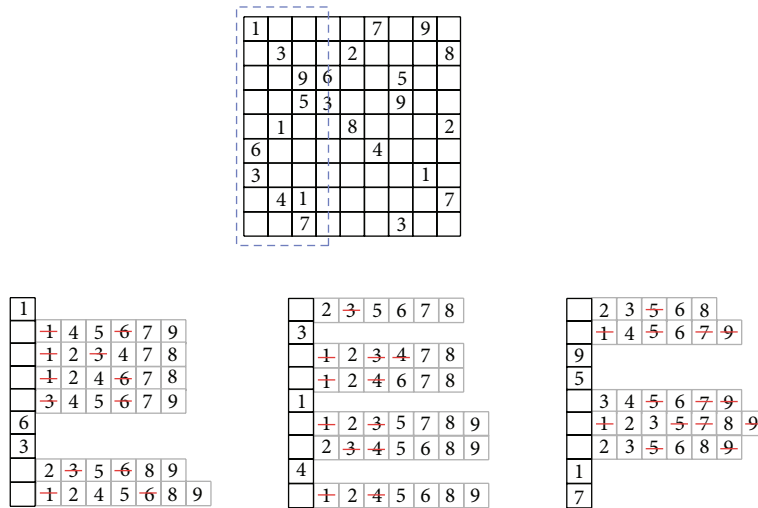 1 7 9
3 2 8
9 6 5
5 3 9
1 8 2
6 4
3 1
4 1 7
7 3
1 2 3 5 6 7 8 2 3 5 6 8
1 4 5 6 7 9 3 1 4 5 6 7 9
1 2 3 4 7 8 1 2 3 4 7 8 9
1 2 4 6 7 8 1 2 4 6 7 8 5
3 4 5 6 7 9 1 3 4 5 6 7 9
6 1 2 3 5 7 8 9 1 2 3 5 7 8 9
3 2 3 4 5 6 8 9 2 3 5 6 8 9
2 3 5 6 8 9 4 1
1 2 4 5 6 8 9 1 2 4 5 6 8 9 7